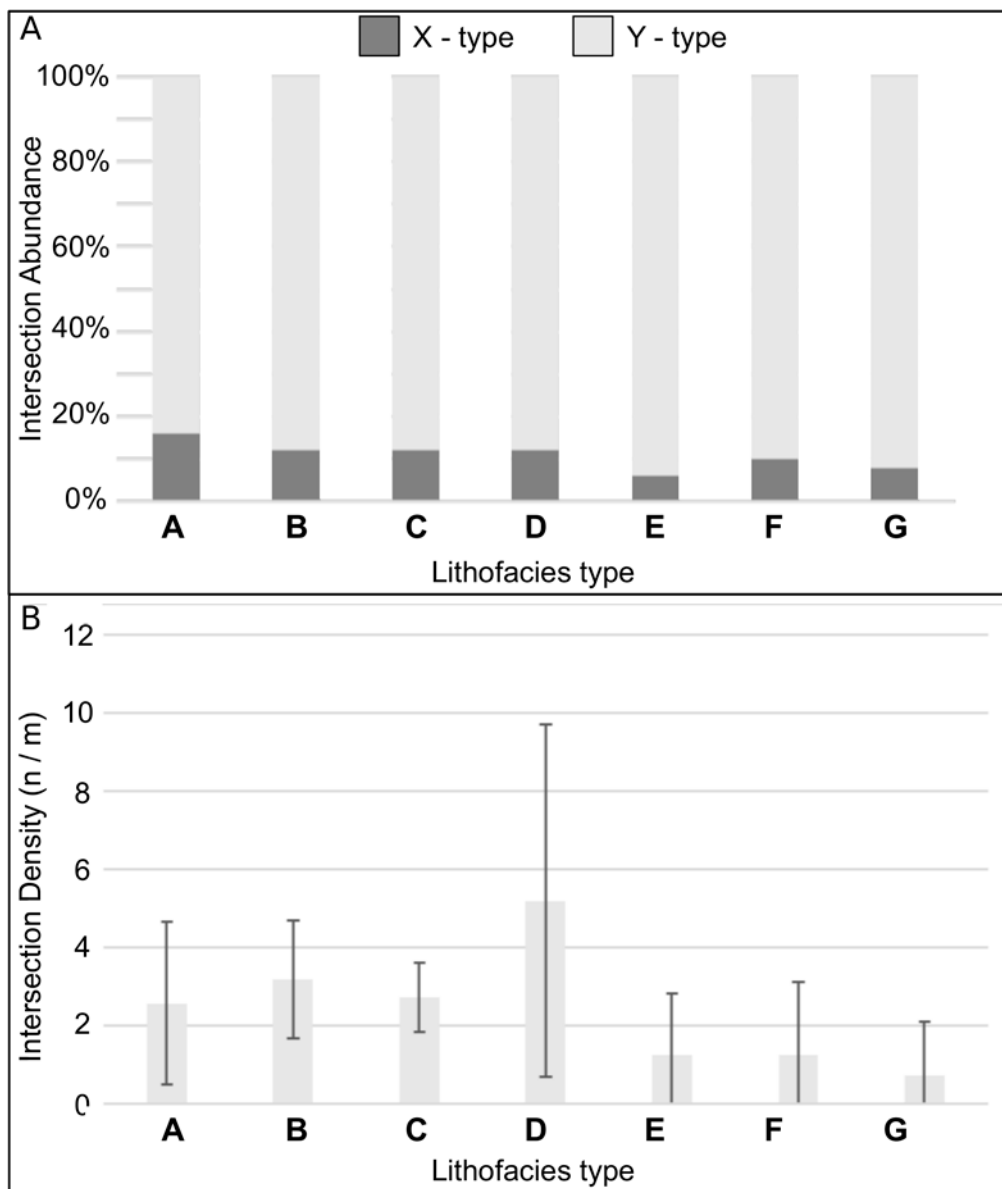 A
X - type Y - type
100%
80%
60%
40%
20%
0%
Intersection Abundance
A B C D E F G
Lithofacies type
B
12
10
8
6
4
2
0
Intersection Density (n / m)
A B C D E F G
Lithofacies type